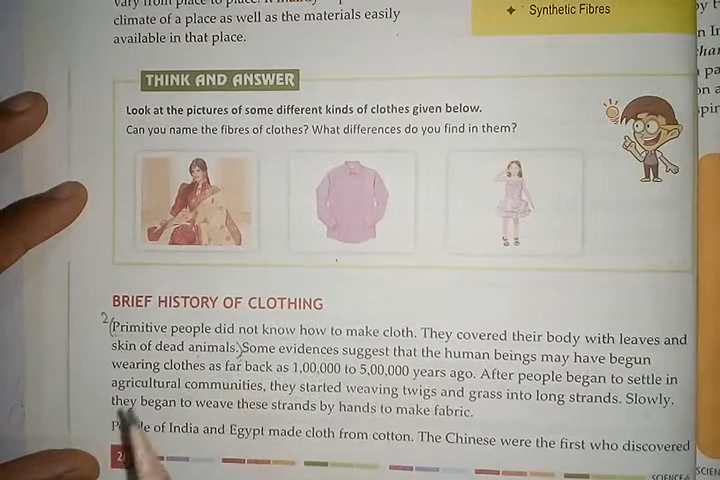 climate of a place as well as the materials easily
available in that place.
Synthetic Fibres
THINK AND ANSWER
Look at the pictures of some different kinds of clothes given below.
Can you name the fibres of clothes? What differences do you find in them?
BRIEF HISTORY OF CLOTHING
2(Primitive people did not know how to make cloth. They covered their body with leaves and
skin of dead animals.)Some evidences suggest that the human beings may have begun
wearing clothes as far back as 1,00,000 to 5,00,000 years ago. After people began to settle in
agricultural communities, they started weaving twigs and grass into long strands. Slowly,
they began to weave these strands by hands to make fabric.
of India and Egypt made cloth from cotton. The Chinese were the first who discovered
SCIENCE
SCIEN